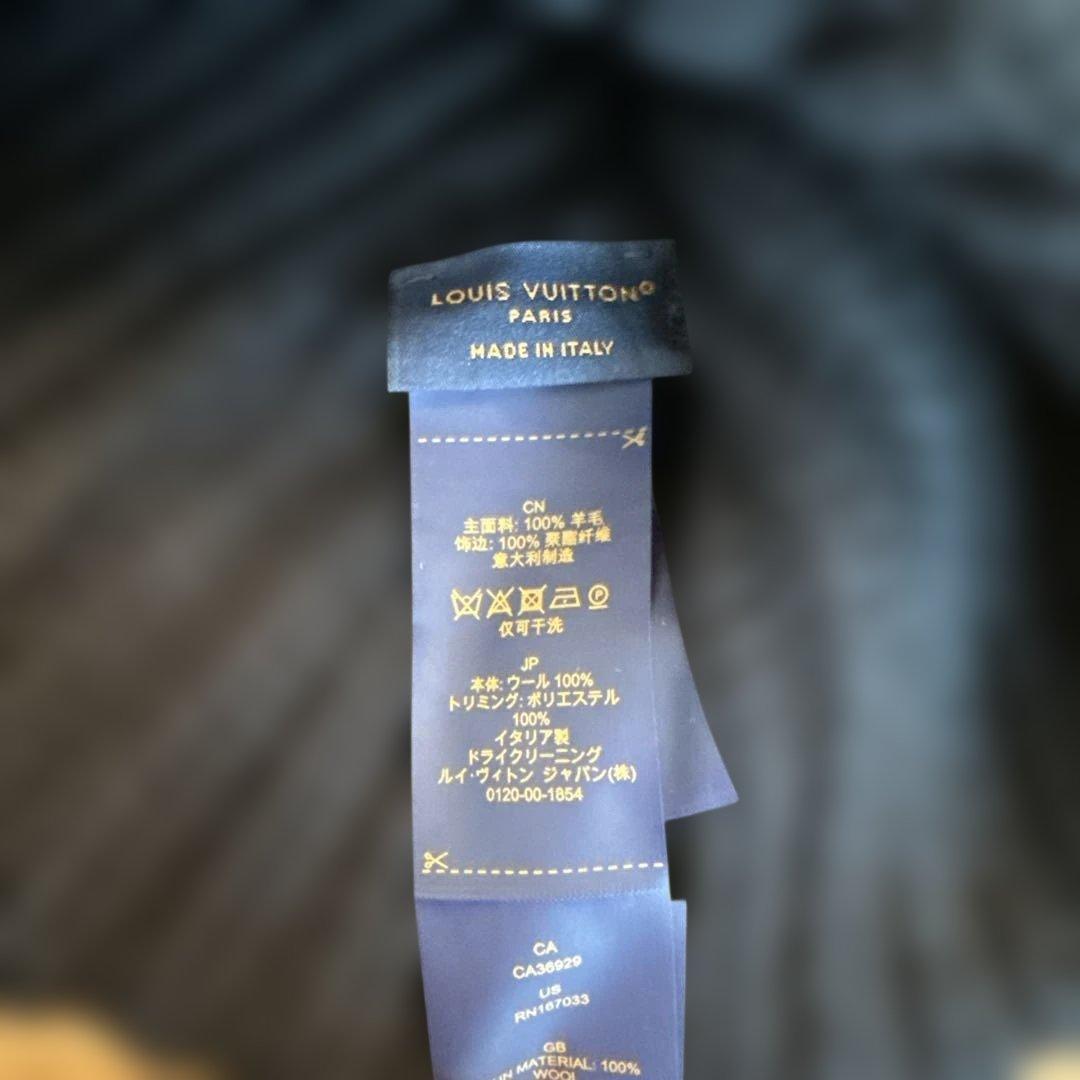 LOUIS VUITTON®
PARIS
MADE IN ITALY
CN
主面料: 100% 羊毛
饰边: 100% 聚酯纤维
意大利制造
P
仅可干洗
JP
本体: ウール 100%
トリミング: ポリエステル
100%
イタリア製
ドライクリーニング
ルイ・ヴィトン ジャパン(株)
0120-00-1854
CA
CA36929
US
RN167033
GB
MATERIAL: 100%
WOOL